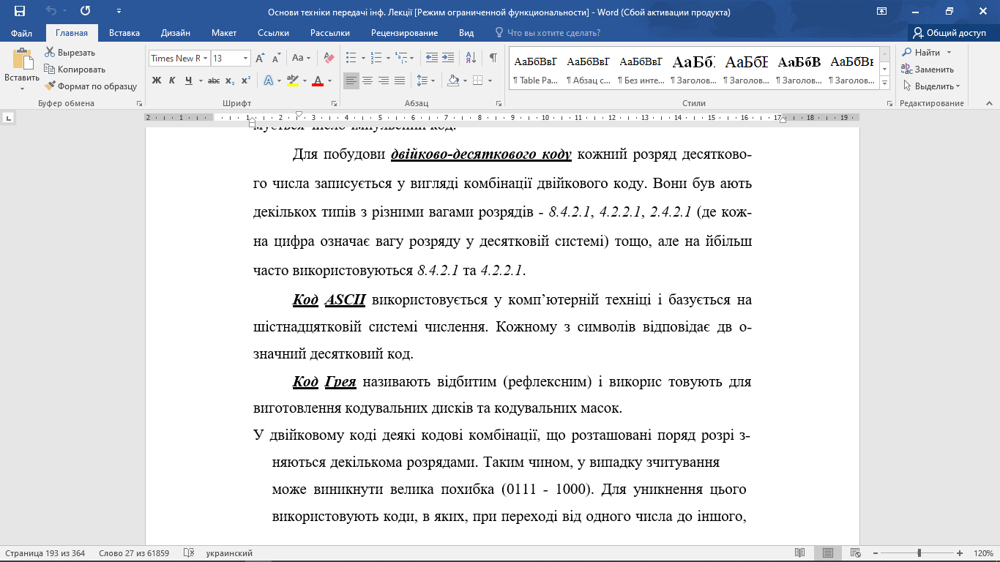 Основи техніки передачі інф. Лекції [Режим ограниченной функциональности] - Word (Сбой активации продукта)
Файл Главная Вставка Дизайн Макет Ссылки Рассылки Рецензирование Вид Что вы хотите сделать? Общий доступ
Вставить
Вырезать
Копировать
Формат по образцу
Буфер обмена
Times New R 13
Ж К Ч abc x₂ x²
Шрифт
Абзац
АаБбВвГ АаБбВвГ АаБбВвГ АаБб. АаБбЕ АаБбВ АаБбВв
¶ Table Pa... ¶ Абзац с... ¶ Без инте... ¶ Заголов... ¶ Заголов... ¶ Заголов... ¶ Заголов...
Стили
Найти
Заменить
Выделить
Редактирование
2 1 1 2 3 4 5 6 7 8 9 10 11 12 13 14 15 16 17 18 19
мується число-імпульсний код.
Для побудови двійково-десяткового коду кожний розряд десятково-
го числа записується у вигляді комбінації двійкового коду. Вони був ають
декількох типів з різними вагами розрядів - 8.4.2.1, 4.2.2.1, 2.4.2.1 (де кож-
на цифра означає вагу розряду у десятковій системі) тощо, але на йбільш
часто використовуються 8.4.2.1 та 4.2.2.1.
Код ASCII використовується у комп’ютерній техніці і базується на
шістнадцятковій системі числення. Кожному з символів відповідає дв о-
значний десятковий код.
Код Грея називають відбитим (рефлексним) і викорис товують для
виготовлення кодувальних дисків та кодувальних масок.
У двійковому коді деякі кодові комбінації, що розташовані поряд розрі з-
няються декількома розрядами. Таким чином, у випадку зчитування
може виникнути велика похибка (0111 - 1000). Для уникнення цього
використовують коди, в яких, при переході від одного числа до іншого,
Страница 193 из 364 Слово 27 из 61859 украинский 120%